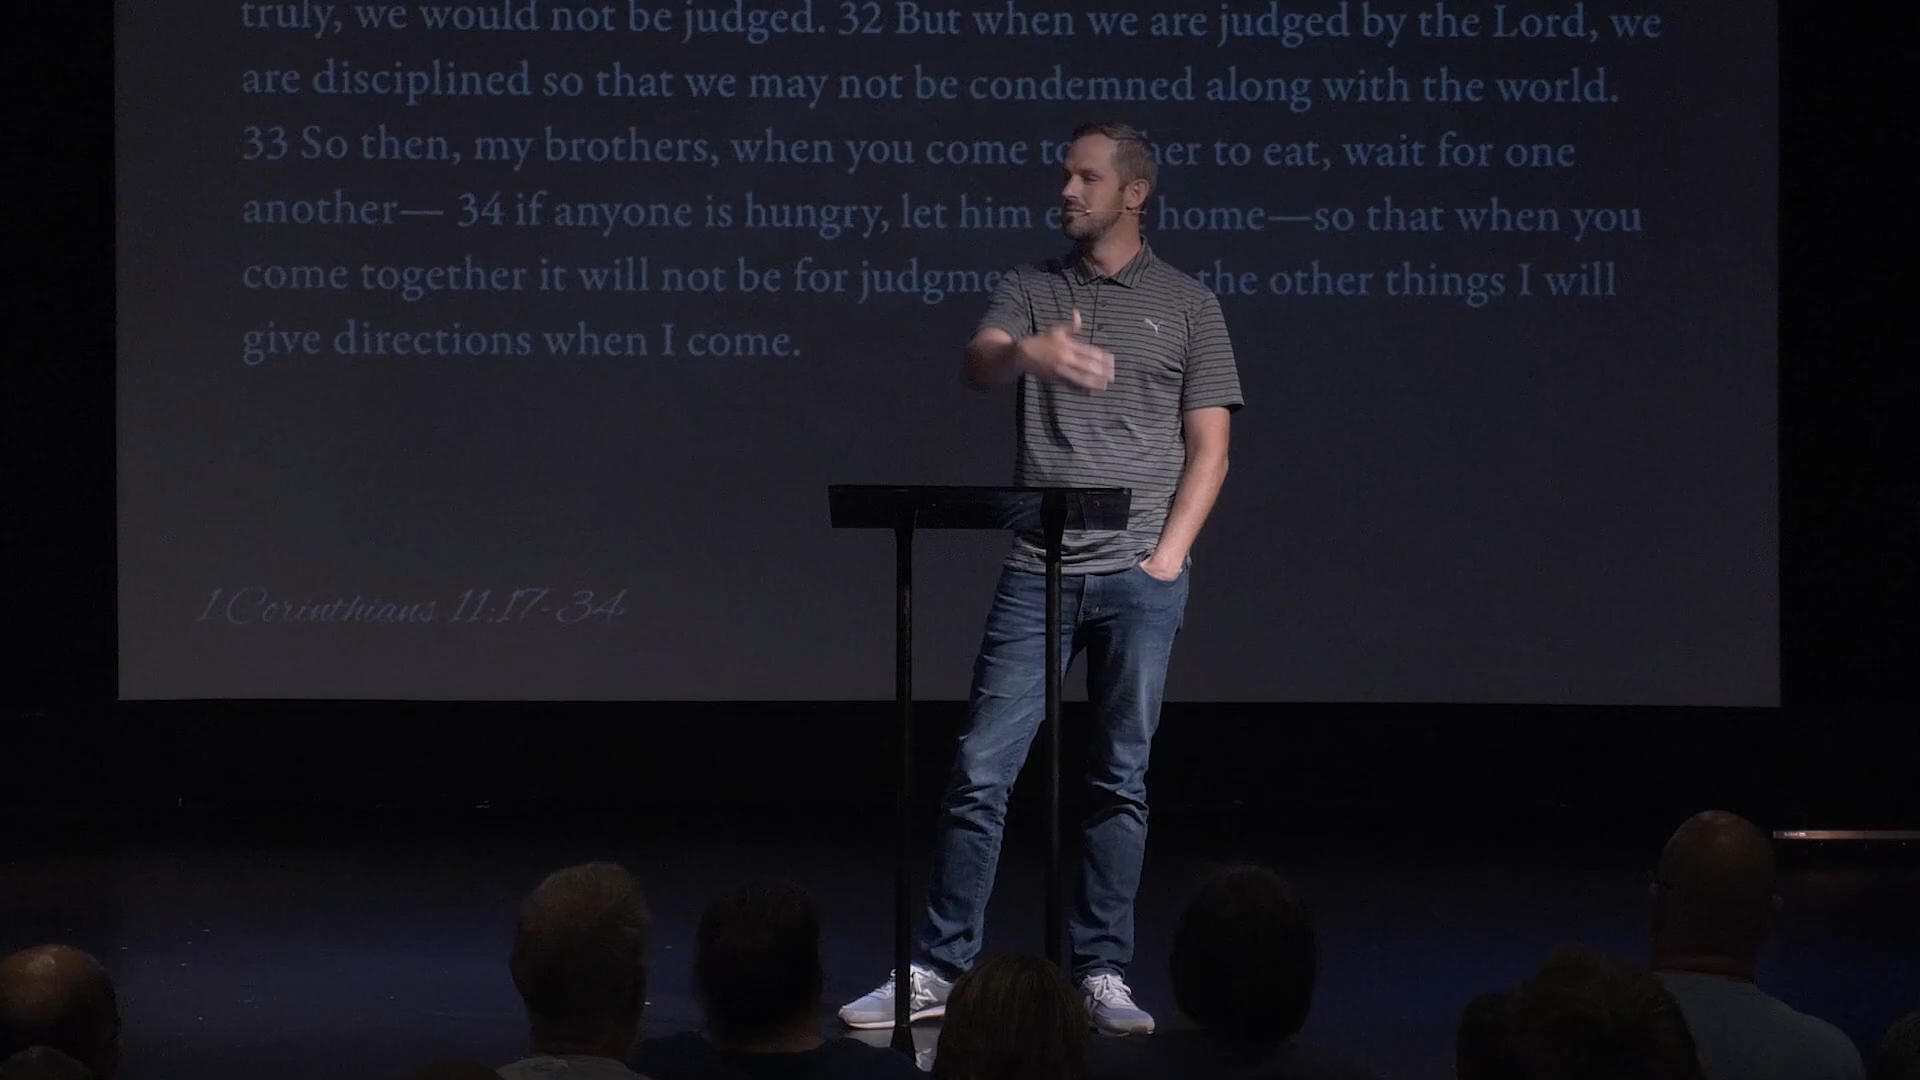 truly, we would not be judged. 32 But when we are judged by the Lord, we
are disciplined so that we may not be condemned along with the world.
33 So then, my brothers, when you come to her to eat, wait for one
another— 34 if anyone is hungry, let him e home—so that when you
come together it will not be for judgme the other things I will
give directions when I come.
1 Corinthians 11:17-34